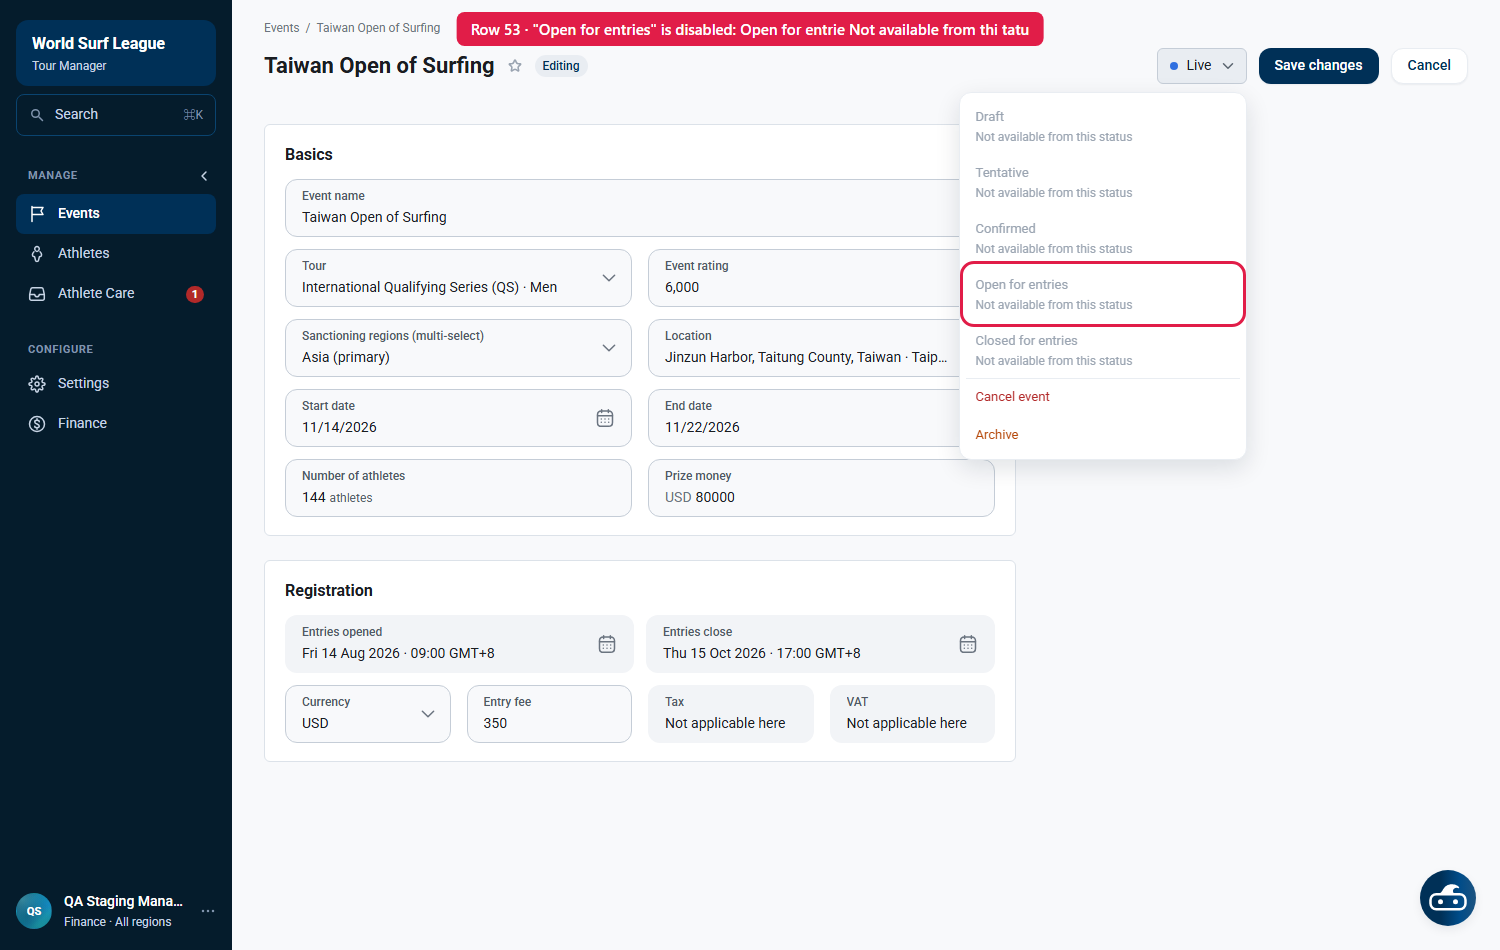 World Surf League
Tour Manager
Search
⌘K
MANAGE
Events
Athletes
Athlete Care
1
CONFIGURE
Settings
Finance
QS
QA Staging Mana...
Finance · All regions
Events / Taiwan Open of Surfing
Row 53 · "Open for entries" is disabled: Open for entrie Not available from thi tatu
Taiwan Open of Surfing
Editing
Live
Save changes
Cancel
Draft
Not available from this status
Tentative
Not available from this status
Confirmed
Not available from this status
Open for entries
Not available from this status
Closed for entries
Not available from this status
Cancel event
Archive
Basics
Event name
Taiwan Open of Surfing
Tour
International Qualifying Series (QS) · Men
Event rating
6,000
Sanctioning regions (multi-select)
Asia (primary)
Location
Jinzun Harbor, Taitung County, Taiwan · Taip...
Start date
11/14/2026
End date
11/22/2026
Number of athletes
144 athletes
Prize money
USD 80000
Registration
Entries opened
Fri 14 Aug 2026 · 09:00 GMT+8
Entries close
Thu 15 Oct 2026 · 17:00 GMT+8
Currency
USD
Entry fee
350
Tax
Not applicable here
VAT
Not applicable here